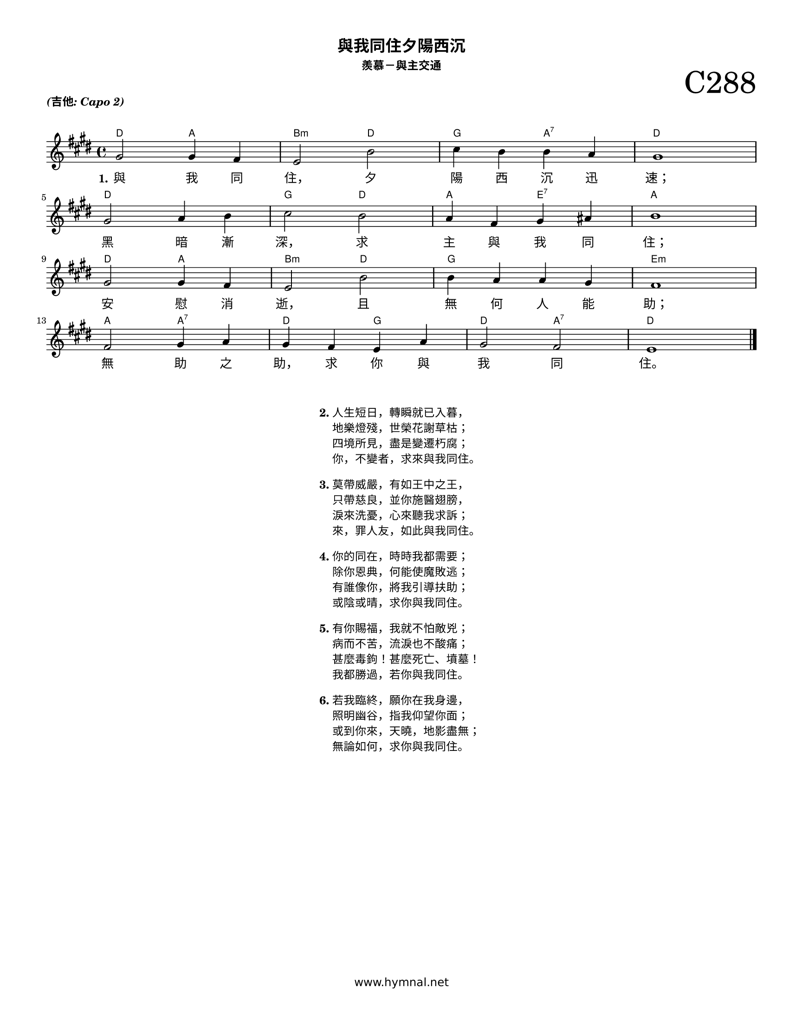 與我同住夕陽西沉
羨慕－與主交通
C288
(吉他: Capo 2)
D A Bm D G A7 D
1. 與 我 同 住， 夕 陽 西 沉 迅 速；
5
D G D A E7 A
黑 暗 漸 深， 求 主 與 我 同 住；
9
D A Bm D G Em
安 慰 消 逝， 且 無 何 人 能 助；
13
A A7 D G D A7 D
無 助 之 助， 求 你 與 我 同 住。
2. 人生短日，轉瞬就已入暮，
地樂燈殘，世榮花謝草枯；
四境所見，盡是變遷朽腐；
你，不變者，求來與我同住。
3. 莫帶威嚴，有如王中之王，
只帶慈良，並你施醫翅膀，
淚來洗憂，心來聽我求訴；
來，罪人友，如此與我同住。
4. 你的同在，時時我都需要；
除你恩典，何能使魔敗逃；
有誰像你，將我引導扶助；
或陰或晴，求你與我同住。
5. 有你賜福，我就不怕敵兇；
病而不苦，流淚也不酸痛；
甚麼毒鉤！甚麼死亡、墳墓！
我都勝過，若你與我同住。
6. 若我臨終，願你在我身邊，
照明幽谷，指我仰望你面；
或到你來，天曉，地影盡無；
無論如何，求你與我同住。
www.hymnal.net